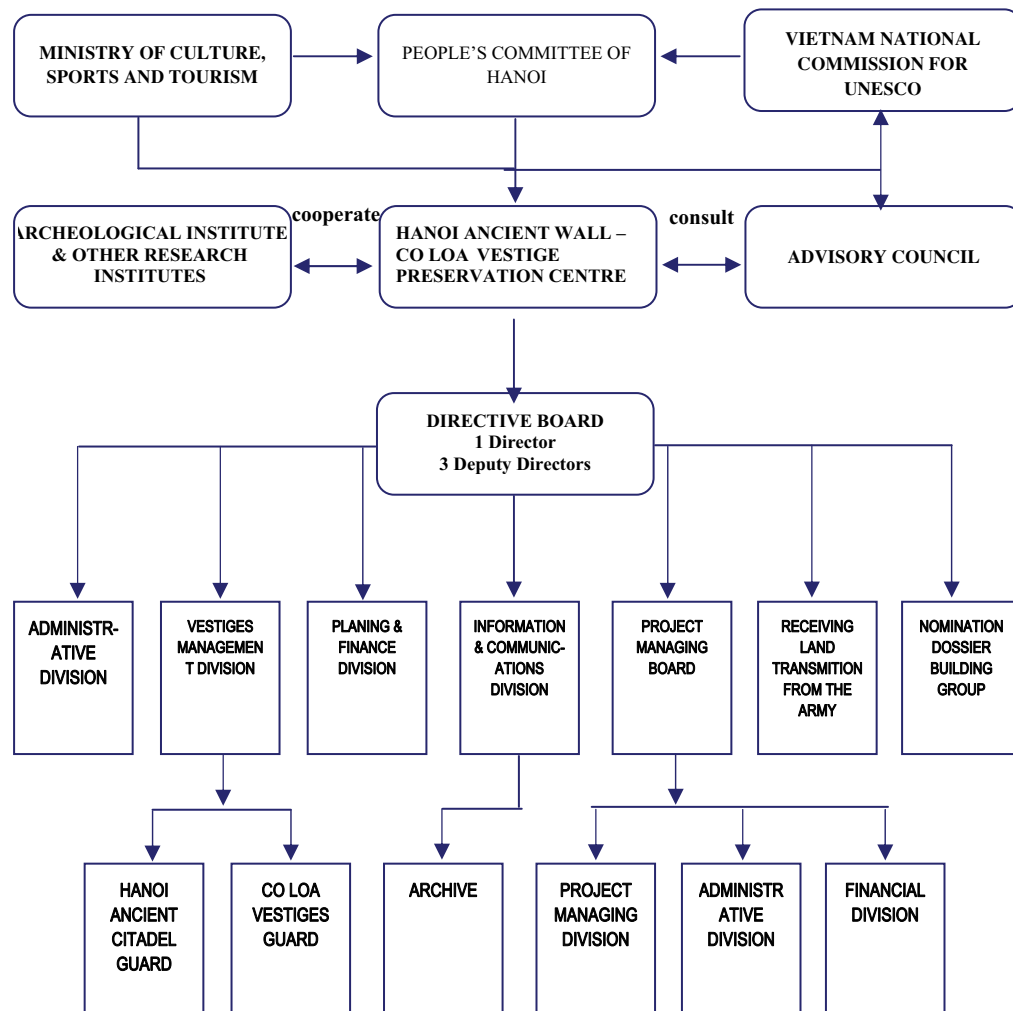 MINISTRY OF CULTURE,
SPORTS AND TOURISM
PEOPLE'S COMMITTEE OF
HANOI
VIETNAM NATIONAL
COMMISSION FOR
UNESCO
ARCHEOLOGICAL INSTITUTE
& OTHER RESEARCH
INSTITUTES
cooperate
HANOI ANCIENT WALL –
CO LOA VESTIGE
PRESERVATION CENTRE
consult
ADVISORY COUNCIL
DIRECTIVE BOARD
1 Director
3 Deputy Directors
ADMINISTR-
ATIVE
DIVISION
VESTIGES
MANAGEMEN
T DIVISION
PLANING &
FINANCE
DIVISION
INFORMATION
& COMMUNIC-
ATIONS
DIVISION
PROJECT
MANAGING
BOARD
RECEIVING
LAND
TRANSMITION
FROM THE
ARMY
NOMINATION
DOSSIER
BUILDING
GROUP
HANOI
ANCIENT
CITADEL
GUARD
CO LOA
VESTIGES
GUARD
ARCHIVE
PROJECT
MANAGING
DIVISION
ADMINISTR
ATIVE
DIVISION
FINANCIAL
DIVISION